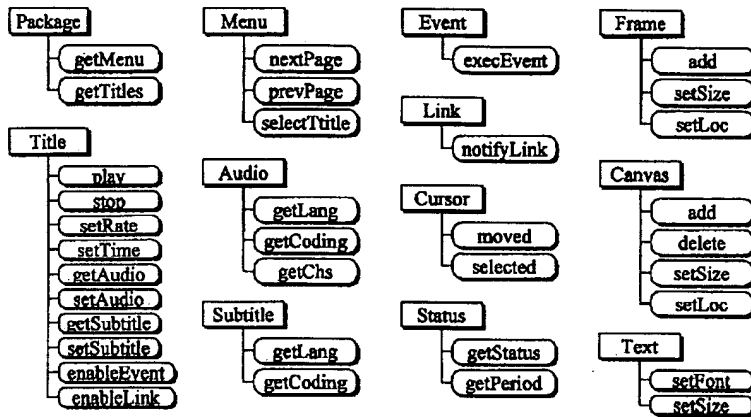 Package
getMenu
getTitles
Title
play
stop
setRate
setTime
getAudio
setAudio
getSubtitle
setSubtitle
enableEvent
enableLink
Menu
nextPage
prevPage
selectTtitle
Audio
getLang
getCoding
getChs
Subtitle
getLang
getCoding
Event
execEvent
Link
notifyLink
Cursor
moved
selected
Status
getStatus
getPeriod
Frame
add
setSize
setLoc
Canvas
add
delete
setSize
setLoc
Text
setFont
setSize